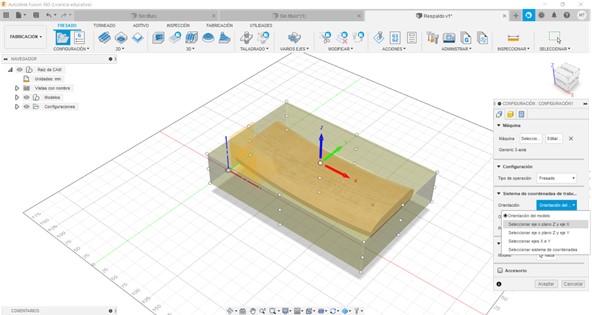 Autodesk Fusion 360 (Licencia educativa)
Sin título*
Sin título*(1)
Respaldo v1*
MT
FRESADO TORNEADO ADITIVO INSPECCIÓN FABRICACIÓN UTILIDADES
FABRICACIÓN
CONFIGURACIÓN
2D
3D
TALADRADO
VARIOS EJES
MODIFICAR
ACCIONES
ADMINISTRAR
INSPECCIONAR
SELECCIONAR
NAVEGADOR
Raíz de CAM
Unidades: mm
Vistas con nombre
Modelos
Configuraciones
Z
X
CONFIGURACIÓN : CONFIGURACIÓN1
Máquina
Máquina Seleccio... Editar...
Generic 3-axis
Configuración
Tipo de operación Fresado
Sistema de coordenadas de traba...
Orientación Orientación del ...
Orientación del modelo
Seleccionar eje o plano Z y eje X
Seleccionar eje o plano Z y eje Y
Seleccionar ejes X e Y
Seleccionar sistema de coordenadas
Accesorio
Aceptar Cancelar
COMENTARIOS